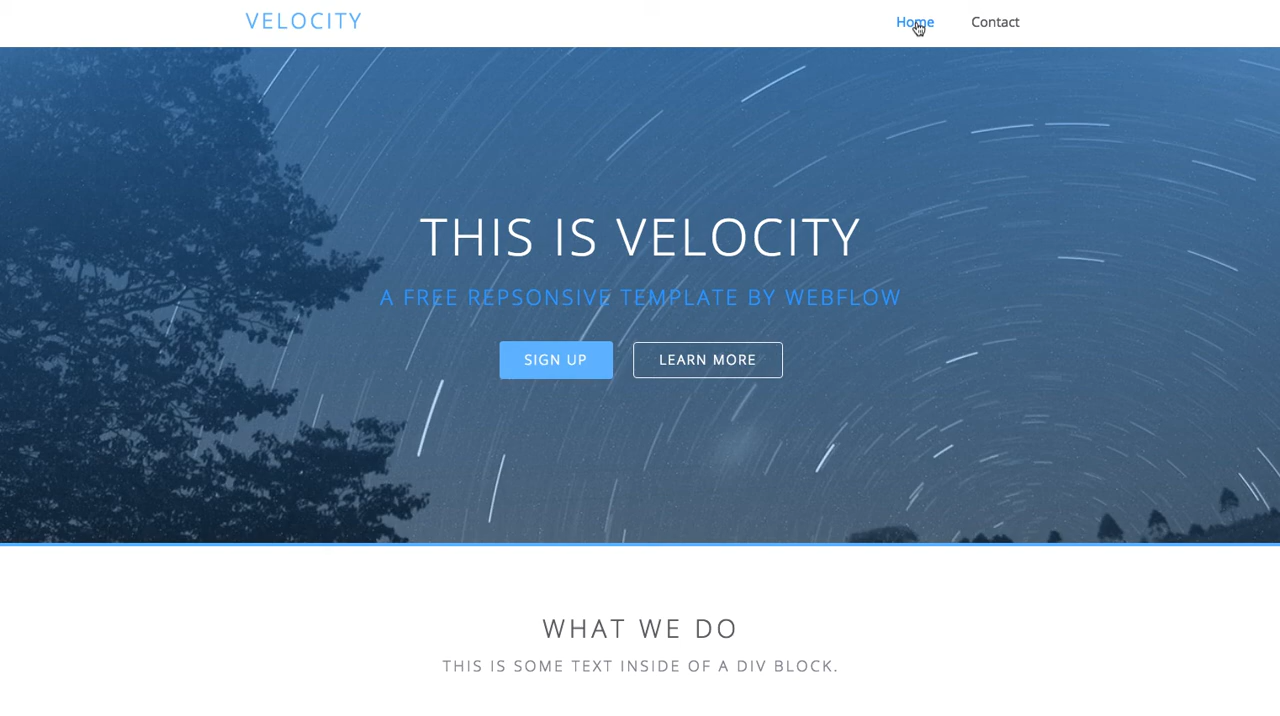 VELOCITY
Home
Contact
THIS IS VELOCITY
A FREE REPSONSIVE TEMPLATE BY WEBFLOW
SIGN UP
LEARN MORE
WHAT WE DO
THIS IS SOME TEXT INSIDE OF A DIV BLOCK.